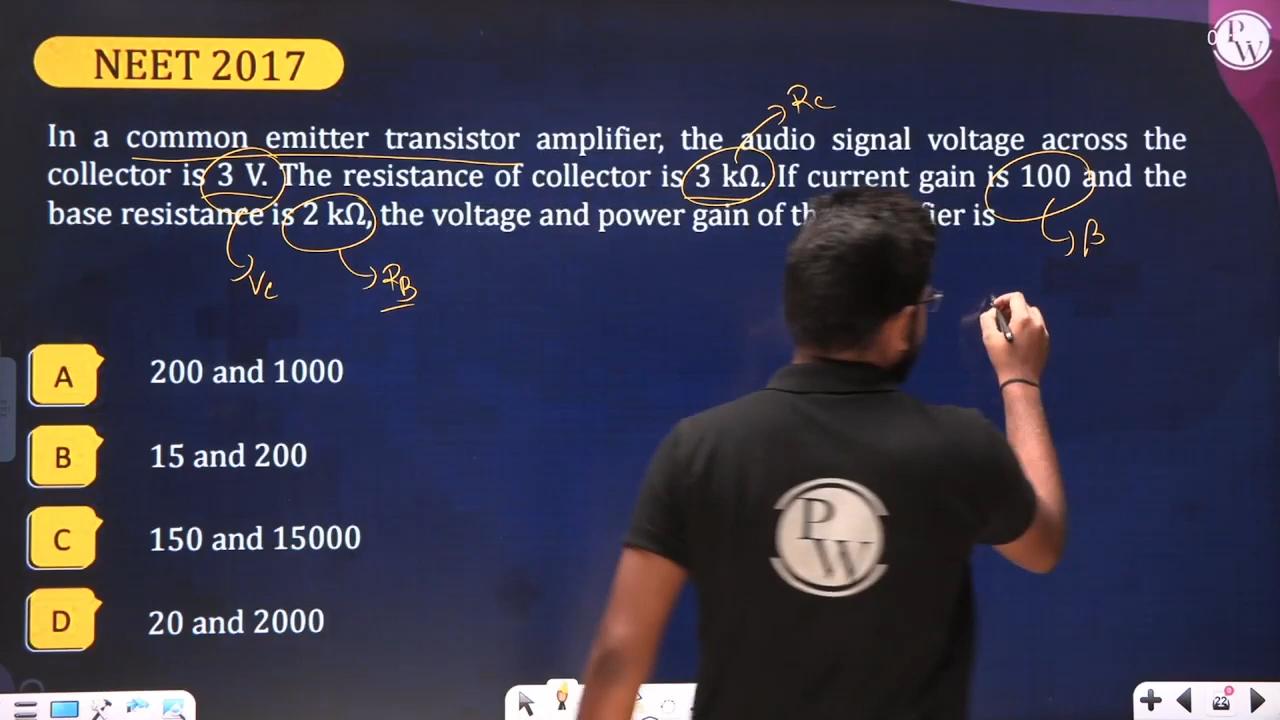 NEET 2017
In a common emitter transistor amplifier, the audio signal voltage across the
collector is 3 V. The resistance of collector is 3 kΩ. If current gain is 100 and the
base resistance is 2 kΩ, the voltage and power gain of th ier is
Rc
β
Vc
RB
A 200 and 1000
B 15 and 200
C 150 and 15000
D 20 and 2000
PW
PW
22